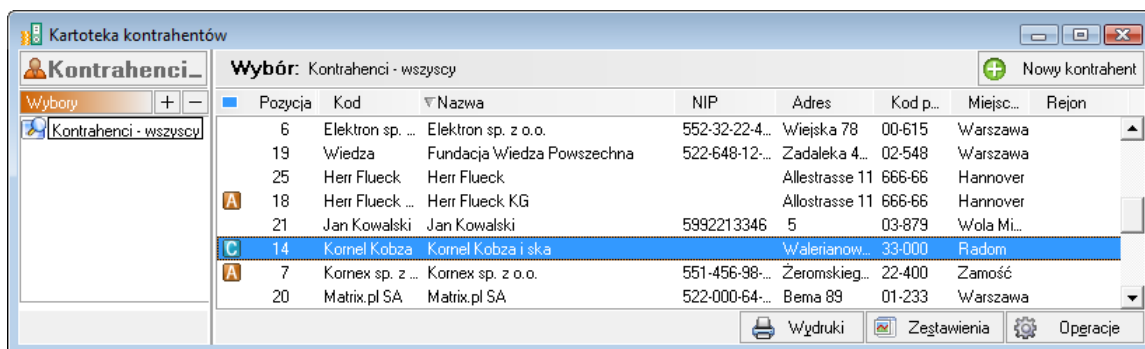 Kartoteka kontrahentów
Kontrahenci_ Wybór: Kontrahenci - wszyscy Nowy kontrahent
Wybory + − Pozycja Kod Nazwa NIP Adres Kod p... Miejsc... Rejon
Kontrahenci - wszyscy
6 Elektron sp. ... Elektron sp. z o.o. 552-32-22-4... Wiejska 78 00-615 Warszawa
19 Wiedza Fundacja Wiedza Powszechna 522-648-12-... Zadaleka 4... 02-548 Warszawa
25 Herr Flueck Herr Flueck Allestrasse 11 666-66 Hannover
A 18 Herr Flueck ... Herr Flueck KG Allostrasse 11 666-66 Hannover
21 Jan Kowalski Jan Kowalski 5992213346 5 03-879 Wola Mi...
C 14 Kornel Kobza Kornel Kobza i ska Walerianow... 33-000 Radom
A 7 Kornex sp. z ... Kornex sp. z o.o. 551-456-98-... Żeromskieg... 22-400 Zamość
20 Matrix.pl SA Matrix.pl SA 522-000-64-... Bema 89 01-233 Warszawa
Wydruki Zestawienia Operacje